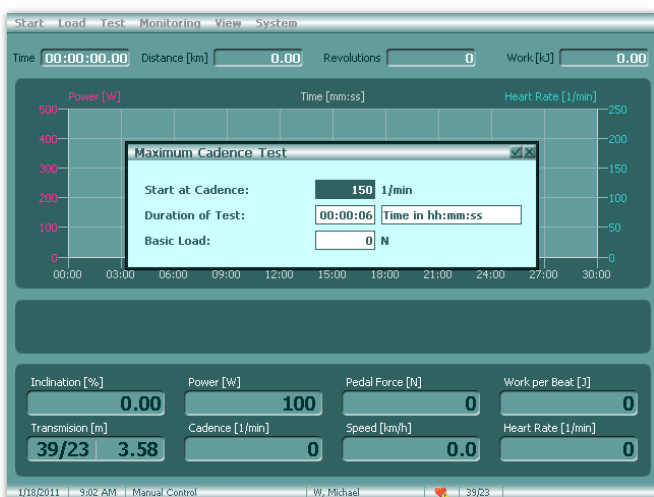 Start Load Test Monitoring View System
Time 00:00:00.00 Distance [km] 0.00 Revolutions 0 Work [kJ] 0.00
Power [W] Time [mm:ss] Heart Rate [1/min]
500 250
400 200
300 150
200 100
100 50
0 0
00:00 03:00 06:00 09:00 12:00 15:00 18:00 21:00 24:00 27:00 30:00
Maximum Cadence Test
Start at Cadence: 150 1/min
Duration of Test: 00:00:06 Time in hh:mm:ss
Basic Load: 0 N
Inclination [%] Power [W] Pedal Force [N] Work per Beat [J]
0.00 100 0 0
Transmision [m] Cadence [1/min] Speed [km/h] Heart Rate [1/min]
39/23 3.58 0 0.0 0
1/18/2011 9:02 AM Manual Control W, Michael 39/23